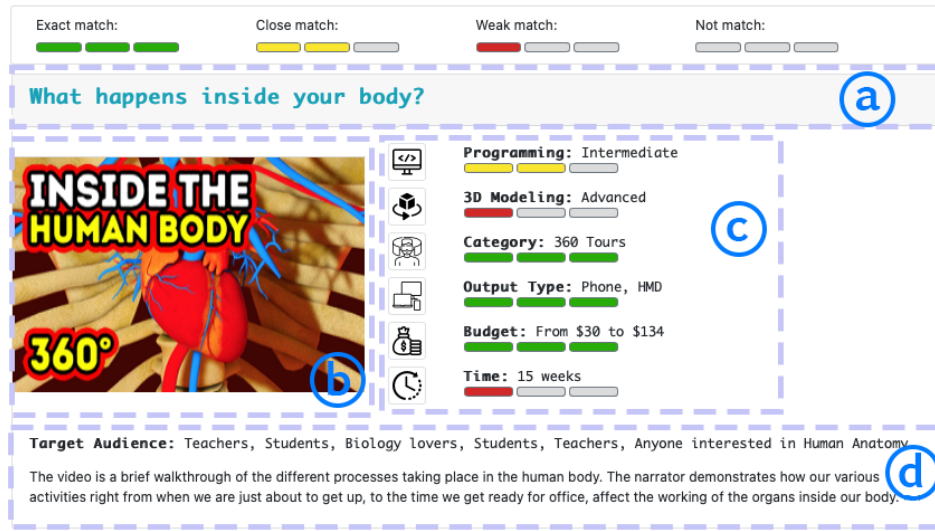 Exact match: Close match: Weak match: Not match:
What happens inside your body?
a
INSIDE THE
HUMAN BODY
360°
b
</>
Programming: Intermediate
3D Modeling: Advanced
Category: 360 Tours
Output Type: Phone, HMD
Budget: From $30 to $134
$
Time: 15 weeks
c
Target Audience: Teachers, Students, Biology lovers, Students, Teachers, Anyone interested in Human Anatomy
The video is a brief walkthrough of the different processes taking place in the human body. The narrator demonstrates how our various
activities right from when we are just about to get up, to the time we get ready for office, affect the working of the organs inside our body.
d